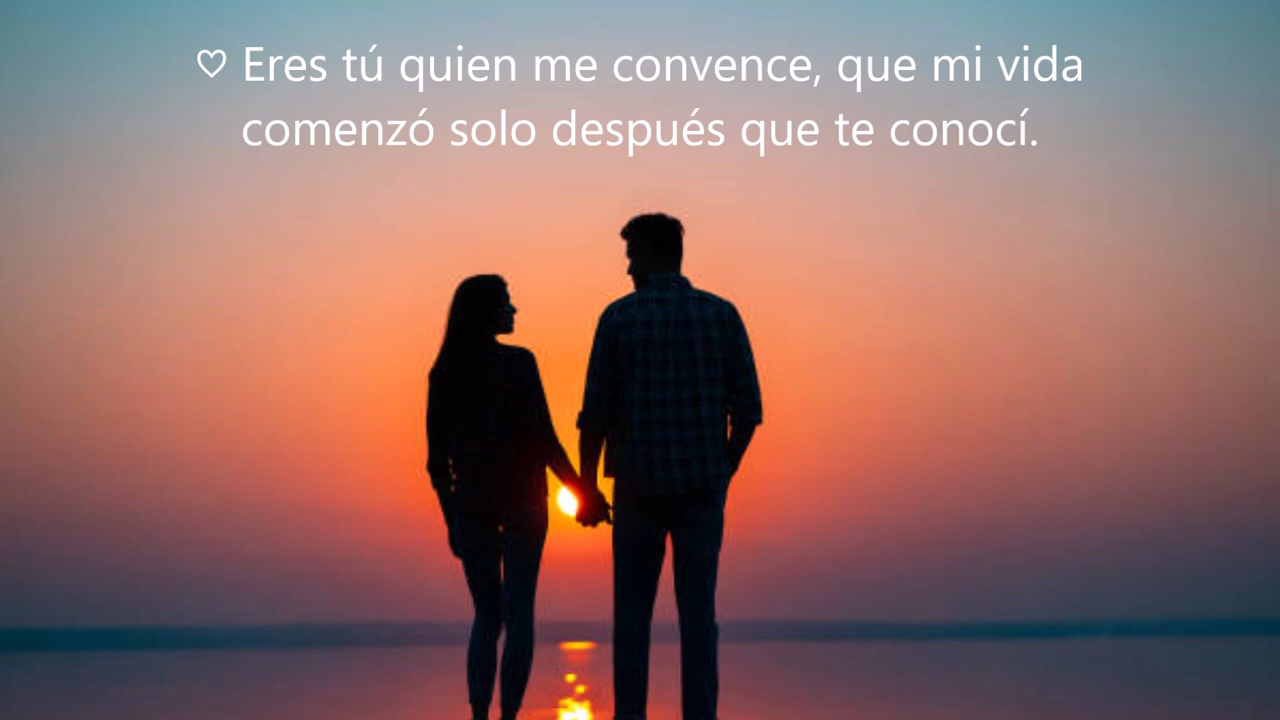 ♡ Eres tú quien me convence, que mi vida
comenzó solo después que te conocí.